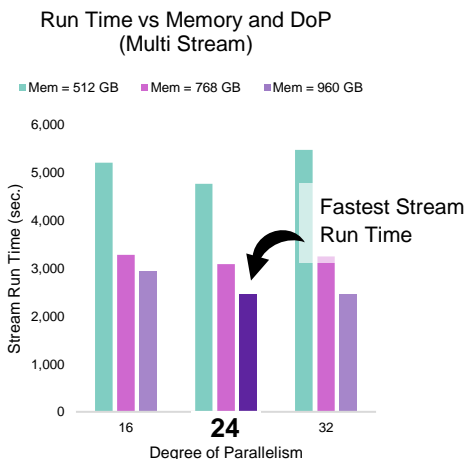 Run Time vs Memory and DoP
(Multi Stream)
Mem = 512 GB Mem = 768 GB Mem = 960 GB
6,000
5,000
4,000
3,000
2,000
1,000
0
Stream Run Time (sec.)
Fastest Stream
Run Time
16 24 32
Degree of Parallelism